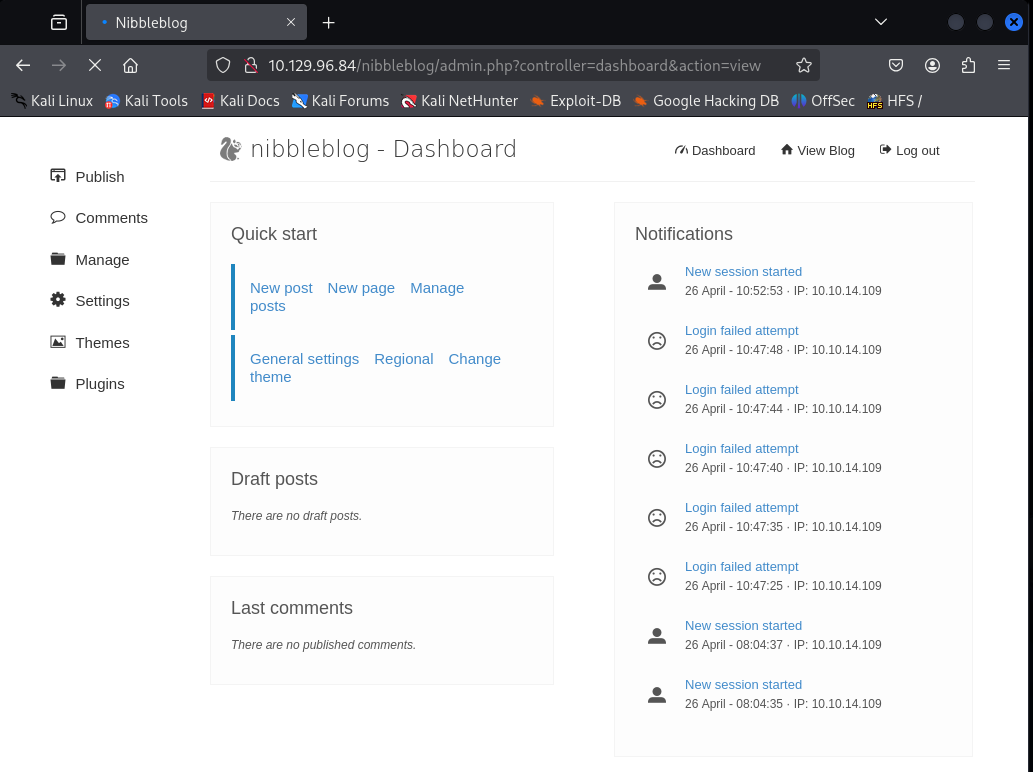 Nibbleblog
10.129.96.84/nibbleblog/admin.php?controller=dashboard&action=view
Kali Linux Kali Tools Kali Docs Kali Forums Kali NetHunter Exploit-DB Google Hacking DB OffSec HFS /
nibbleblog - Dashboard
Dashboard View Blog Log out
Publish
Comments
Manage
Settings
Themes
Plugins
Quick start
New post New page Manage
posts
General settings Regional Change
theme
Draft posts
There are no draft posts.
Last comments
There are no published comments.
Notifications
New session started
26 April - 10:52:53 · IP: 10.10.14.109
Login failed attempt
26 April - 10:47:48 · IP: 10.10.14.109
Login failed attempt
26 April - 10:47:44 · IP: 10.10.14.109
Login failed attempt
26 April - 10:47:40 · IP: 10.10.14.109
Login failed attempt
26 April - 10:47:35 · IP: 10.10.14.109
Login failed attempt
26 April - 10:47:25 · IP: 10.10.14.109
New session started
26 April - 08:04:37 · IP: 10.10.14.109
New session started
26 April - 08:04:35 · IP: 10.10.14.109